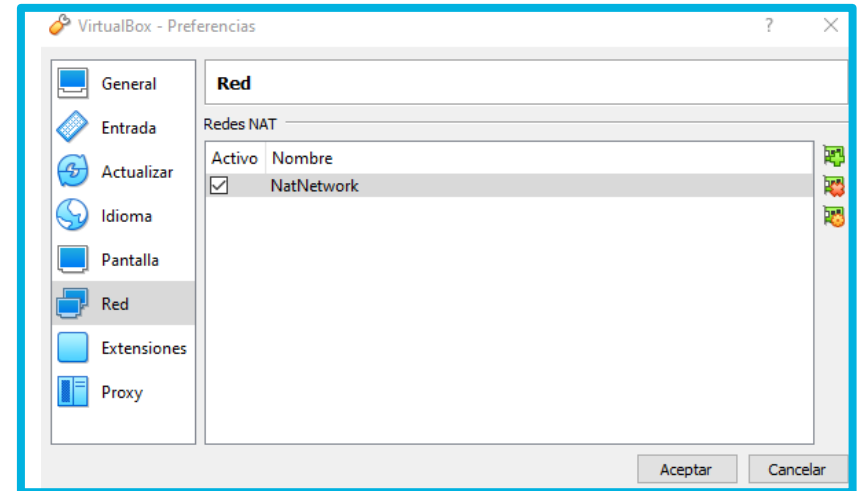 VirtualBox - Preferencias ?
General
Entrada
Actualizar
Idioma
Pantalla
Red
Extensiones
Proxy
Red
Redes NAT
Activo Nombre
NatNetwork
Aceptar Cancelar